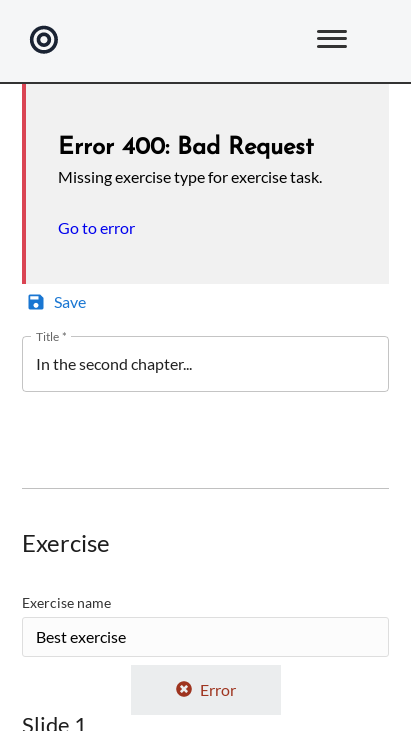 Error 400: Bad Request
Missing exercise type for exercise task.
Go to error
Save
Title *
In the second chapter...
Exercise
Exercise name
Best exercise
Error
Slide 1